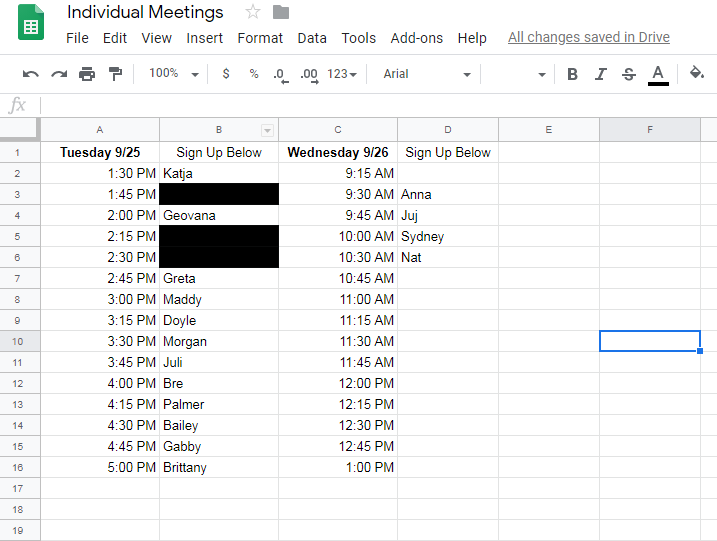 Individual Meetings
File Edit View Insert Format Data Tools Add-ons Help All changes saved in Drive
100% $ % .0 .00 123 Arial B I S A
fx
A B C D E F
1 Tuesday 9/25 Sign Up Below Wednesday 9/26 Sign Up Below
2 1:30 PM Katja 9:15 AM
3 1:45 PM 9:30 AM Anna
4 2:00 PM Geovana 9:45 AM Juj
5 2:15 PM 10:00 AM Sydney
6 2:30 PM 10:30 AM Nat
7 2:45 PM Greta 10:45 AM
8 3:00 PM Maddy 11:00 AM
9 3:15 PM Doyle 11:15 AM
10 3:30 PM Morgan 11:30 AM
11 3:45 PM Juli 11:45 AM
12 4:00 PM Bre 12:00 PM
13 4:15 PM Palmer 12:15 PM
14 4:30 PM Bailey 12:30 PM
15 4:45 PM Gabby 12:45 PM
16 5:00 PM Brittany 1:00 PM
17
18
19